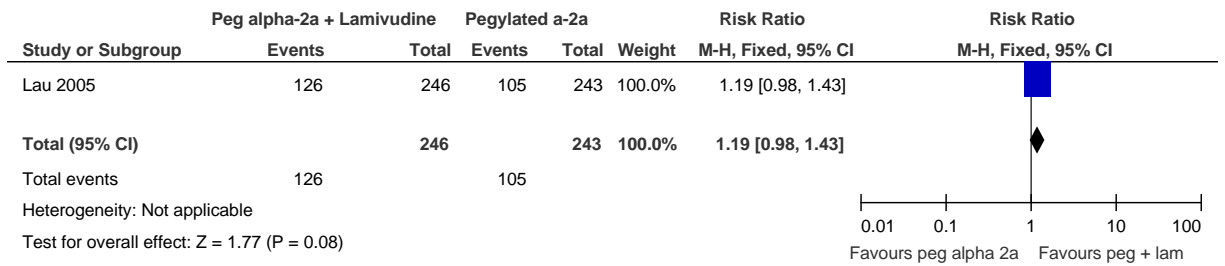 Peg alpha-2a + Lamivudine Pegylated a-2a Risk Ratio Risk Ratio
Study or Subgroup Events Total Events Total Weight M-H, Fixed, 95% CI M-H, Fixed, 95% CI
Lau 2005 126 246 105 243 100.0% 1.19 [0.98, 1.43]
Total (95% CI) 246 243 100.0% 1.19 [0.98, 1.43]
Total events 126 105
Heterogeneity: Not applicable
Test for overall effect: Z = 1.77 (P = 0.08)
0.01 0.1 1 10 100
Favours peg alpha 2a Favours peg + lam